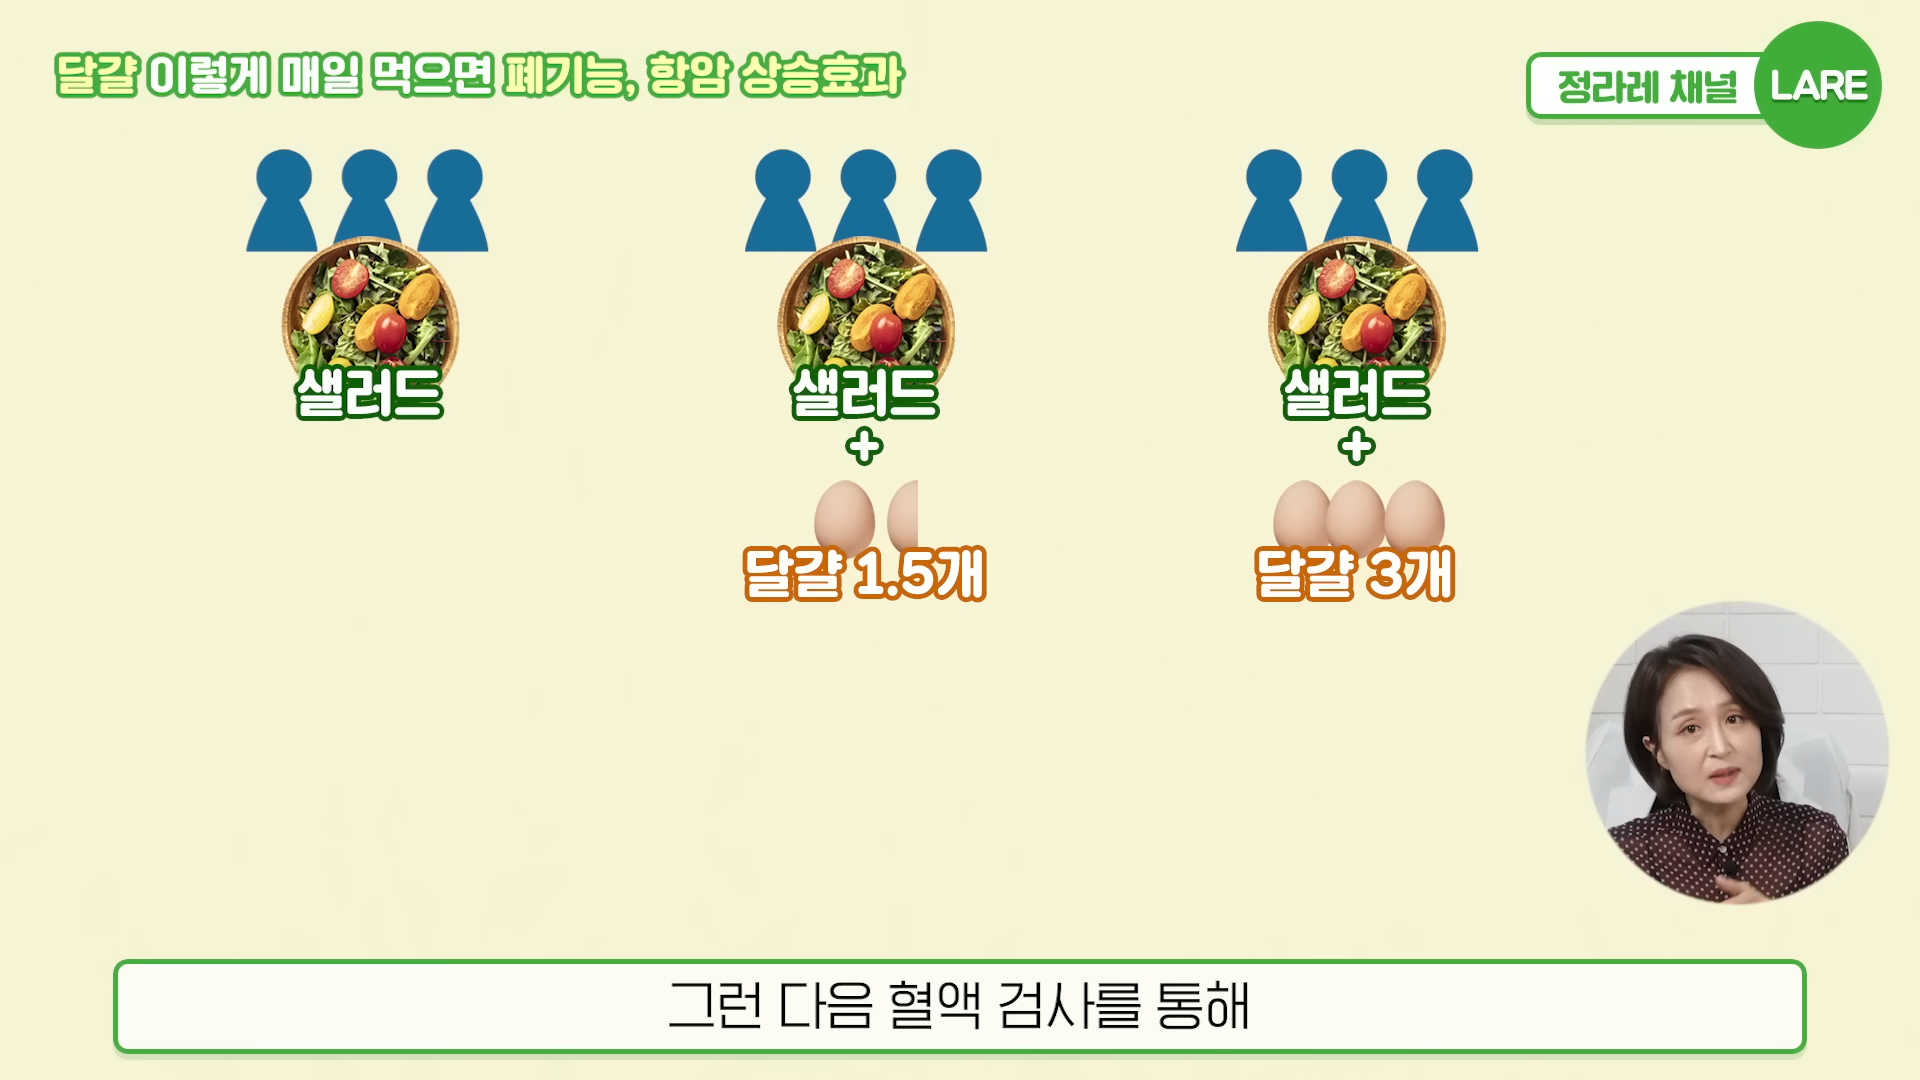 달걀 이렇게 매일 먹으면 폐기능, 항암 상승효과
정라레 채널 LARE
샐러드
샐러드
+
달걀 1.5개
샐러드
+
달걀 3개
그런 다음 혈액 검사를 통해